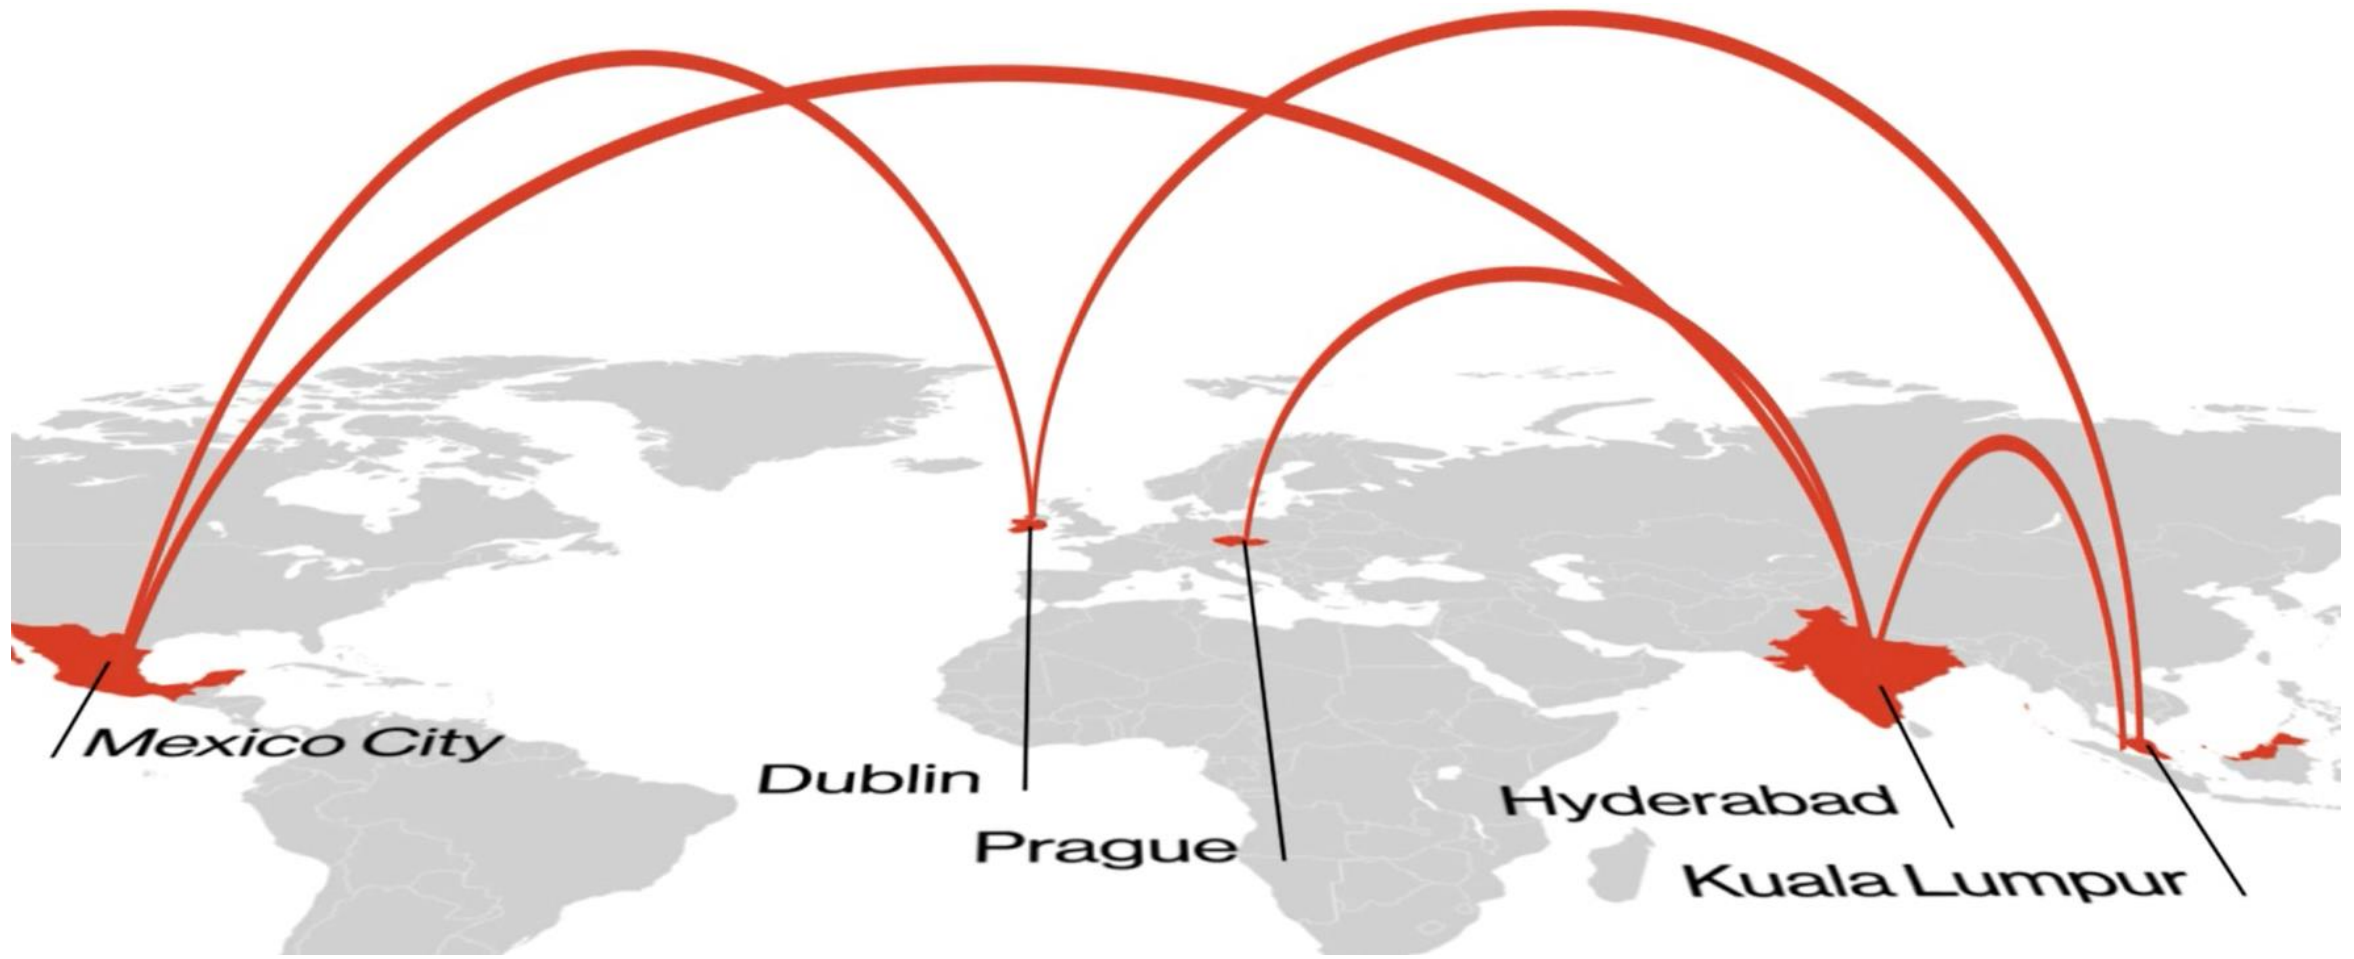 Mexico City
Dublin
Prague
Hyderabad
Kuala Lumpur